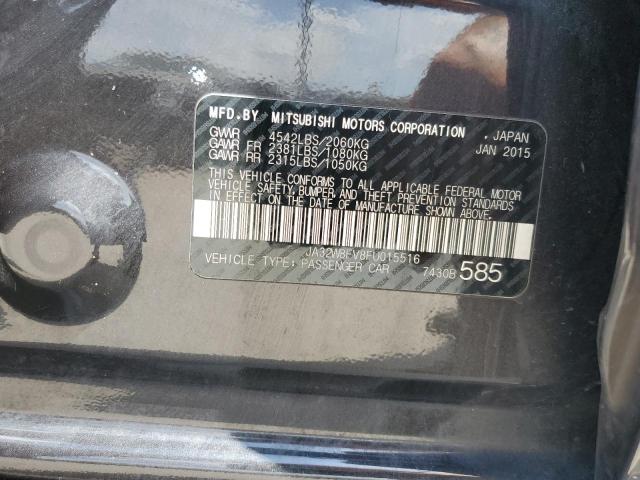 MFD.BY MITSUBISHI MOTORS CORPORATION , JAPAN
GVWR 4542LBS/2060KG JAN 2015
GAWR FR 2381LBS/1080KG
GAWR RR 2315LBS/1050KG
THIS VEHICLE CONFORMS TO ALL APPLICABLE FEDERAL MOTOR
VEHICLE SAFETY, BUMPER, AND THEFT PREVENTION STANDARDS
IN EFFECT ON THE DATE OF MANUFACTURE SHOWN ABOVE.
JA32W8FV8FU015516
VEHICLE TYPE: PASSENGER CAR 7430B 585